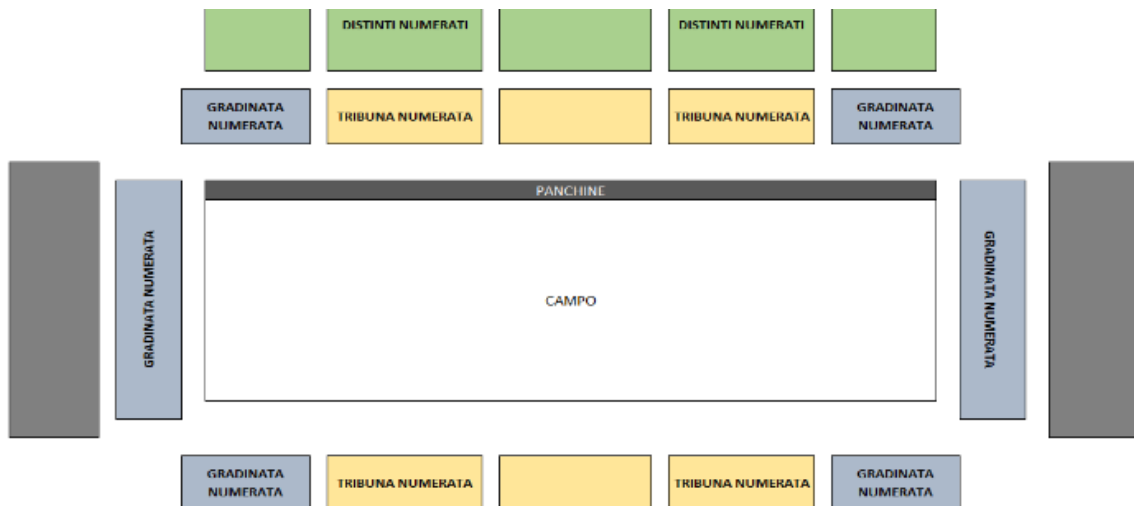 DISTINTI NUMERATI
DISTINTI NUMERATI
GRADINATA
NUMERATA
TRIBUNA NUMERATA
TRIBUNA NUMERATA
GRADINATA
NUMERATA
PANCHINE
GRADINATA NUMERATA
CAMPO
GRADINATA NUMERATA
GRADINATA
NUMERATA
TRIBUNA NUMERATA
TRIBUNA NUMERATA
GRADINATA
NUMERATA